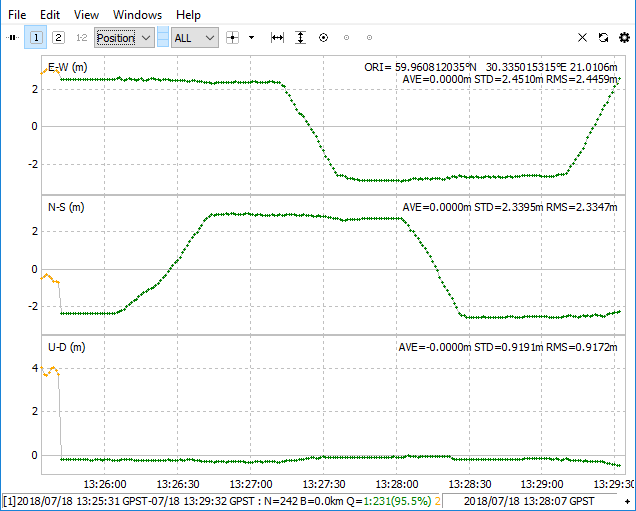 File Edit View Windows Help
1 2 1-2 Position ALL
E-W (m) ORI= 59.960812035°N 30.335015315°E 21.0106m
AVE=0.0000m STD=2.4510m RMS=2.4459m
2
0
-2
N-S (m) AVE=0.0000m STD=2.3395m RMS=2.3347m
2
0
-2
U-D (m) AVE=-0.0000m STD=0.9191m RMS=0.9172m
4
2
0
13:26:00 13:26:30 13:27:00 13:27:30 13:28:00 13:28:30 13:29:00 13:29:30
[1]2018/07/18 13:25:31 GPST-07/18 13:29:32 GPST : N=242 B=0.0km Q=1:231(95.5%) 2 2018/07/18 13:28:07 GPST